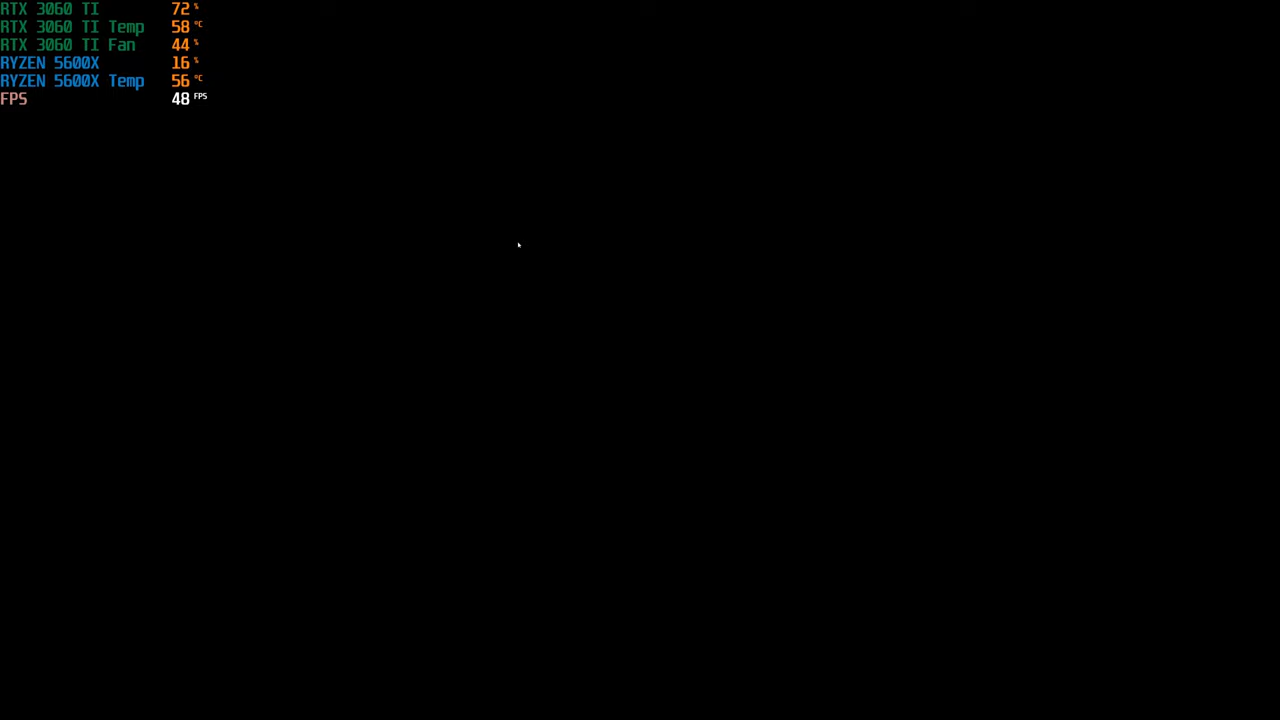 RTX 3060 TI 72 %
RTX 3060 TI Temp 58 °C
RTX 3060 TI Fan 44 %
RYZEN 5600X 16 %
RYZEN 5600X Temp 56 °C
FPS 48 FPS